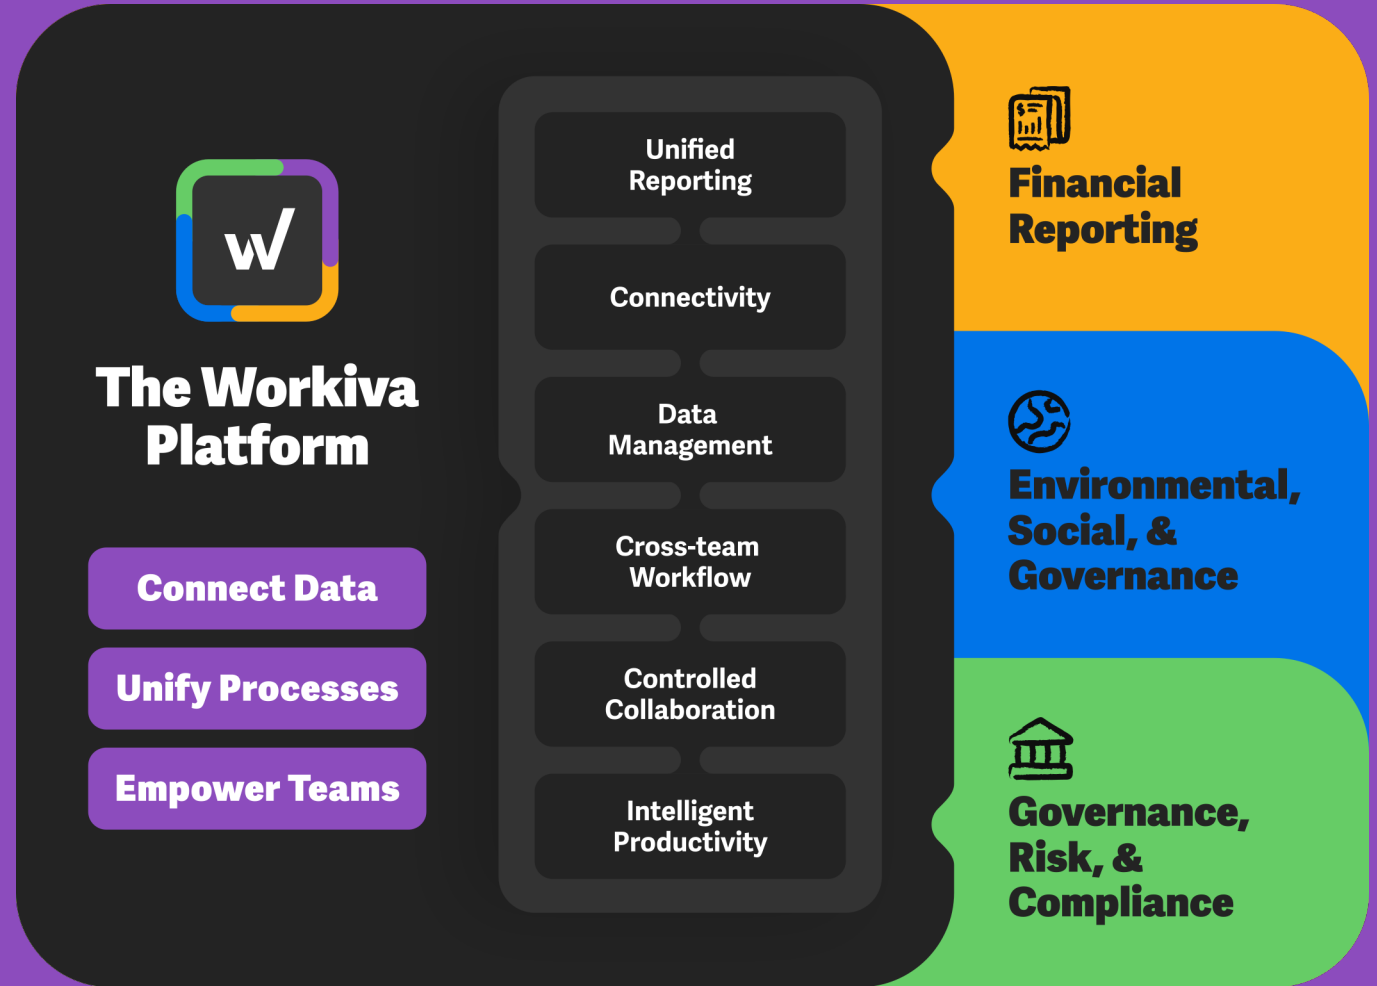 The Workiva
Platform
Connect Data
Unify Processes
Empower Teams
Unified
Reporting
Connectivity
Data
Management
Cross-team
Workflow
Controlled
Collaboration
Intelligent
Productivity
Financial
Reporting
Environmental,
Social, &
Governance
Governance,
Risk, &
Compliance